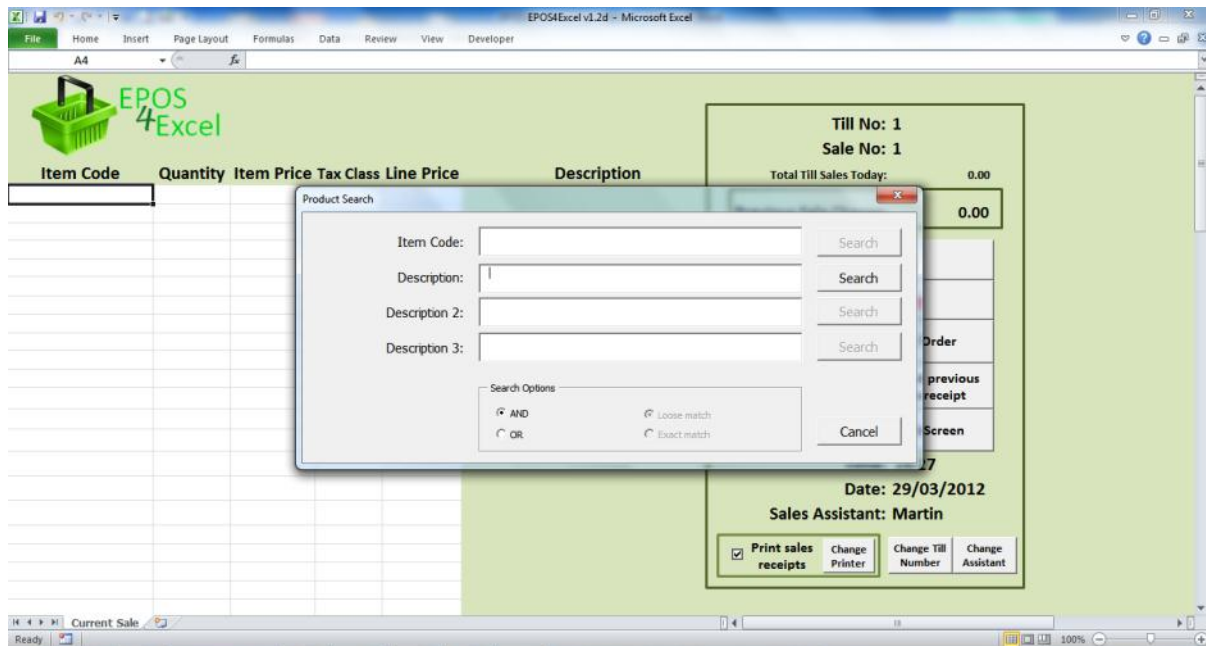 EPOS4Excel v1.2d - Microsoft Excel
File Home Insert Page Layout Formulas Data Review View Developer
A4 fx
EPOS
4Excel
Till No: 1
Sale No: 1
Item Code Quantity Item Price Tax Class Line Price Description
Total Till Sales Today: 0.00
Product Search
0.00
Item Code: Search
Description: Search
Description 2: Search
Description 3: Search
Order
previous
receipt
Screen
Search Options
AND Loose match
OR Exact match
Cancel
27
Date: 29/03/2012
Sales Assistant: Martin
Print sales
receipts
Change
Printer
Change Till
Number
Change
Assistant
Current Sale
Ready 100%